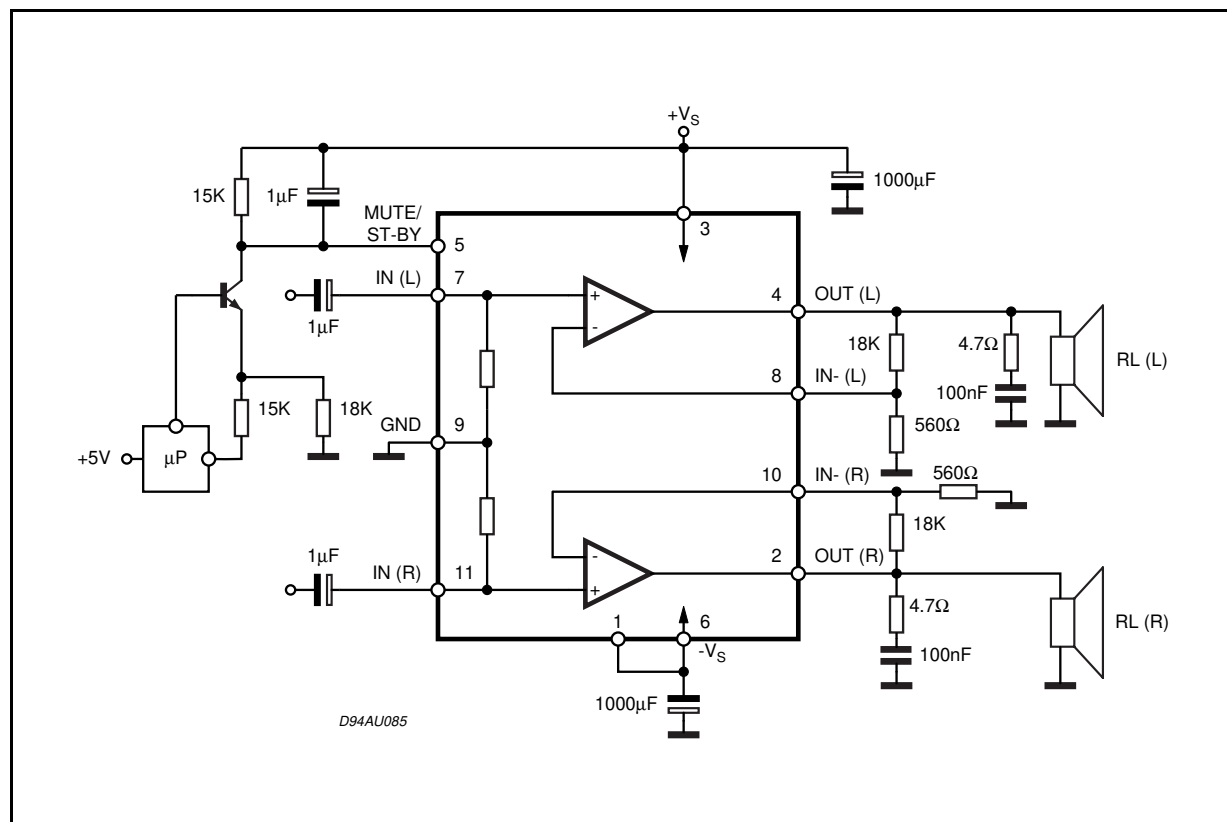 +VS
15K
1µF
1000µF
MUTE/
ST-BY
5
3
IN (L)
7
1µF
4
OUT (L)
18K
4.7Ω
RL (L)
8
IN- (L)
100nF
15K
18K
GND
9
560Ω
+5V
µP
10
IN- (R)
560Ω
18K
1µF
IN (R)
11
2
OUT (R)
4.7Ω
RL (R)
1
6
-VS
100nF
1000µF
D94AU085
+
-
-
+